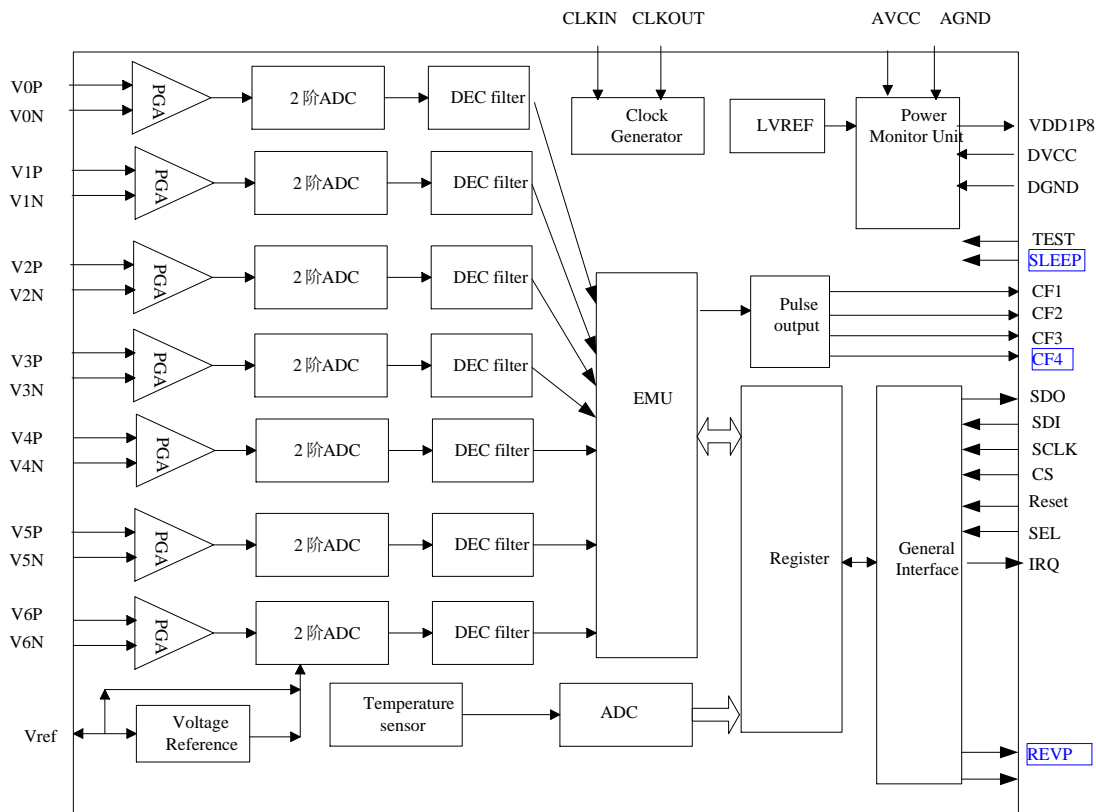 CLKIN CLKOUT AVCC AGND
V0P
V0N
PGA
2 阶ADC
DEC filter
Clock
Generator
LVREF
Power
Monitor Unit
VDD1P8
DVCC
DGND
V1P
V1N
PGA
2 阶ADC
DEC filter
TEST
SLEEP
V2P
V2N
PGA
2 阶ADC
DEC filter
EMU
Pulse
output
CF1
CF2
CF3
CF4
V3P
V3N
PGA
2 阶ADC
DEC filter
V4P
V4N
PGA
2 阶ADC
DEC filter
Register
General
Interface
SDO
SDI
SCLK
CS
Reset
SEL
IRQ
V5P
V5N
PGA
2 阶ADC
DEC filter
V6P
V6N
PGA
2 阶ADC
DEC filter
Vref
Voltage
Reference
Temperature
sensor
ADC
REVP